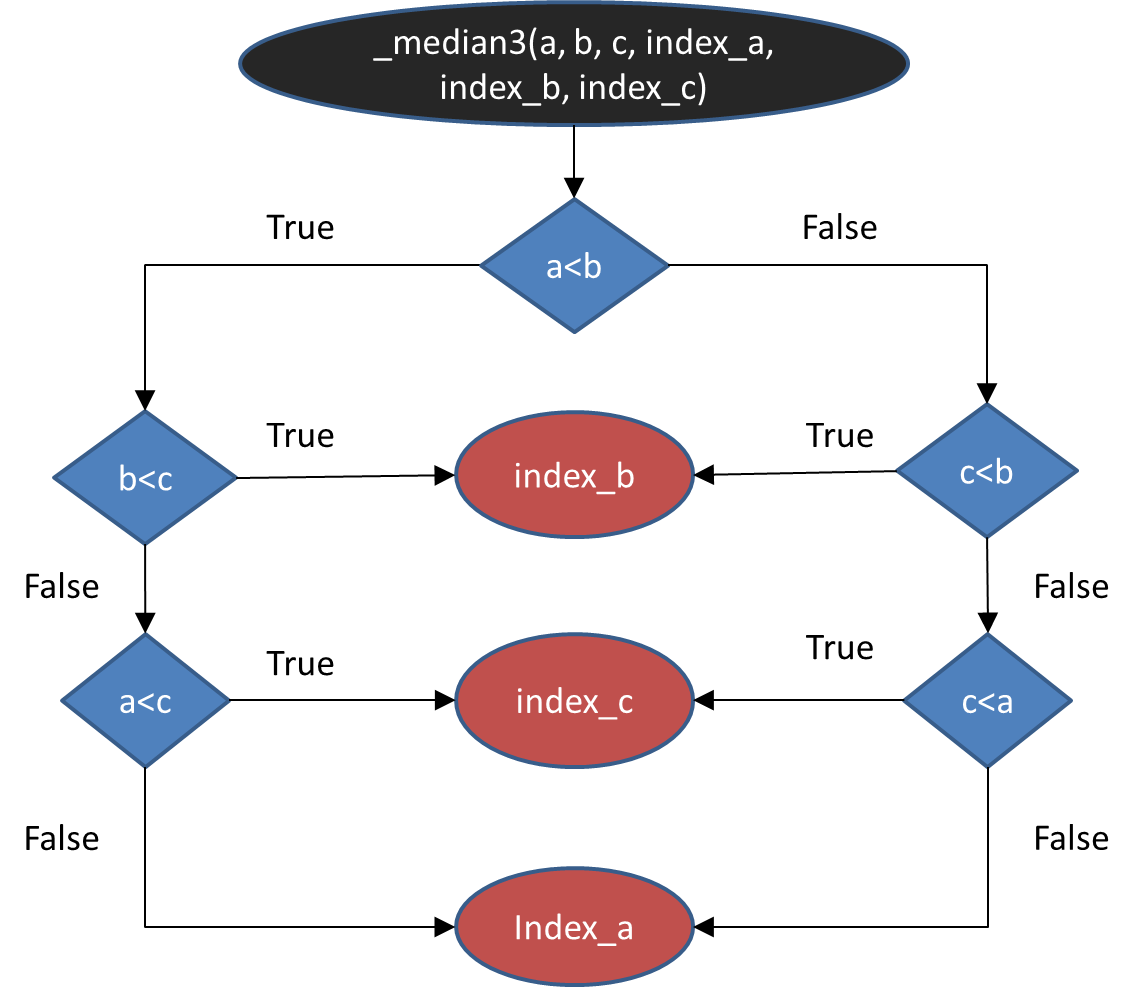 _median3(a, b, c, index_a,
index_b, index_c)
True
False
a<b
b<c
True
index_b
True
c<b
False
False
a<c
True
index_c
True
c<a
False
False
Index_a